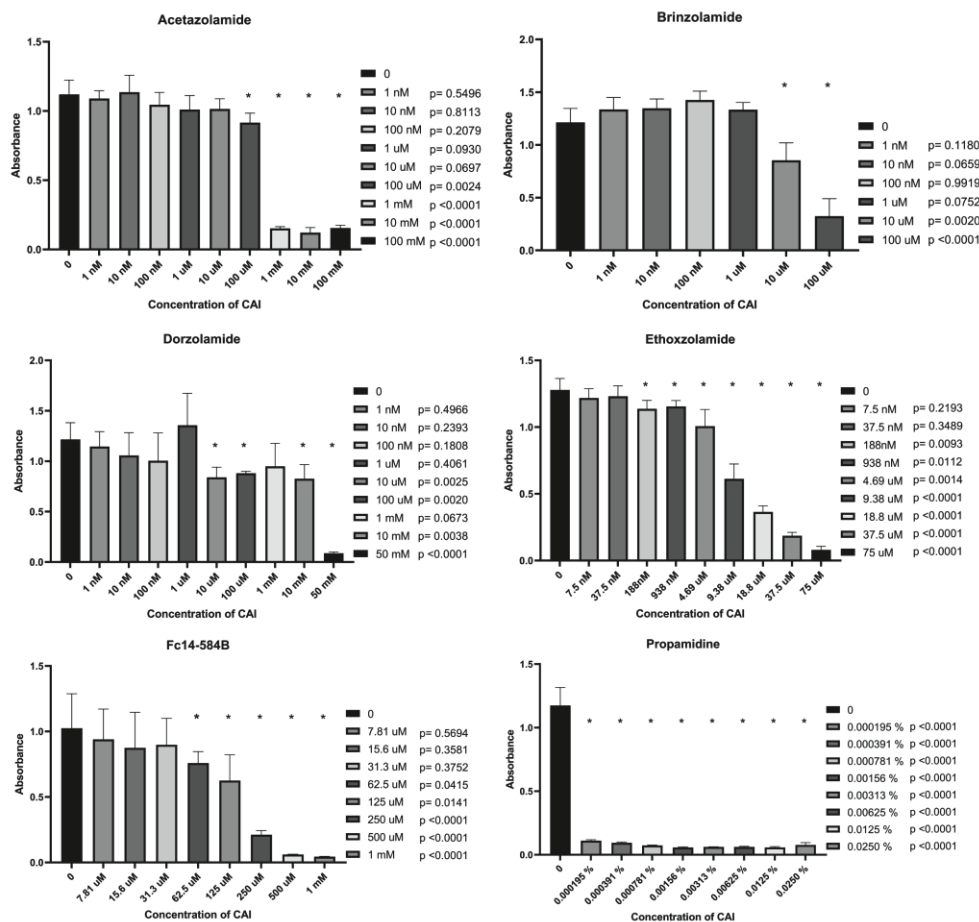 Acetazolamide
Absorbance
1.5
1.0
0.5
0.0
0
1 nM
10 nM
100 nM
1 uM
10 uM
100 uM
1 mM
10 mM
100 mM
Concentration of CAI
0
1 nM p= 0.5496
10 nM p= 0.8113
100 nM p= 0.2079
1 uM p= 0.0930
10 uM p= 0.0697
100 uM p= 0.0024
1 mM p <0.0001
10 mM p <0.0001
100 mM p <0.0001
* * * *
Brinzolamide
Absorbance
2.0
1.5
1.0
0.5
0.0
0
1 nM
10 nM
100 nM
1 uM
10 uM
100 uM
Concentration of CAI
0
1 nM p= 0.1180
10 nM p= 0.0659
100 nM p= 0.9919
1 uM p= 0.0752
10 uM p= 0.0020
100 uM p <0.0001
* *
Dorzolamide
Absorbance
2.0
1.5
1.0
0.5
0.0
0
1 nM
10 nM
100 nM
1 uM
10 uM
100 uM
1 mM
10 mM
50 mM
Concentration of CAI
0
1 nM p= 0.4966
10 nM p= 0.2393
100 nM p= 0.1808
1 uM p= 0.4061
10 uM p= 0.0025
100 uM p= 0.0020
1 mM p= 0.0673
10 mM p= 0.0038
50 mM p <0.0001
* * * *
Ethoxzolamide
Absorbance
1.5
1.0
0.5
0.0
0
7.5 nM
37.5 nM
188nM
938 nM
4.69 uM
9.38 uM
18.8 uM
37.5 uM
75 uM
Concentration of CAI
0
7.5 nM p= 0.2193
37.5 nM p= 0.3489
188nM p= 0.0093
938 nM p= 0.0112
4.69 uM p= 0.0014
9.38 uM p <0.0001
18.8 uM p <0.0001
37.5 uM p <0.0001
75 uM p <0.0001
* * * * * * *
Fc14-584B
Absorbance
1.5
1.0
0.5
0.0
0
7.81 uM
15.6 uM
31.3 uM
62.5 uM
125 uM
250 uM
500 uM
1 mM
Concentration of CAI
0
7.81 uM p= 0.5694
15.6 uM p= 0.3581
31.3 uM p= 0.3752
62.5 uM p= 0.0415
125 uM p= 0.0141
250 uM p <0.0001
500 uM p <0.0001
1 mM p <0.0001
* * * * *
Propamidine
Absorbance
1.5
1.0
0.5
0.0
0
0.000195 %
0.000391 %
0.000781 %
0.00156 %
0.00313 %
0.00625 %
0.0125 %
0.0250 %
Concentration of CAI
0
0.000195 % p <0.0001
0.000391 % p <0.0001
0.000781 % p <0.0001
0.00156 % p <0.0001
0.00313 % p <0.0001
0.00625 % p <0.0001
0.0125 % p <0.0001
0.0250 % p <0.0001
* * * * * * * *